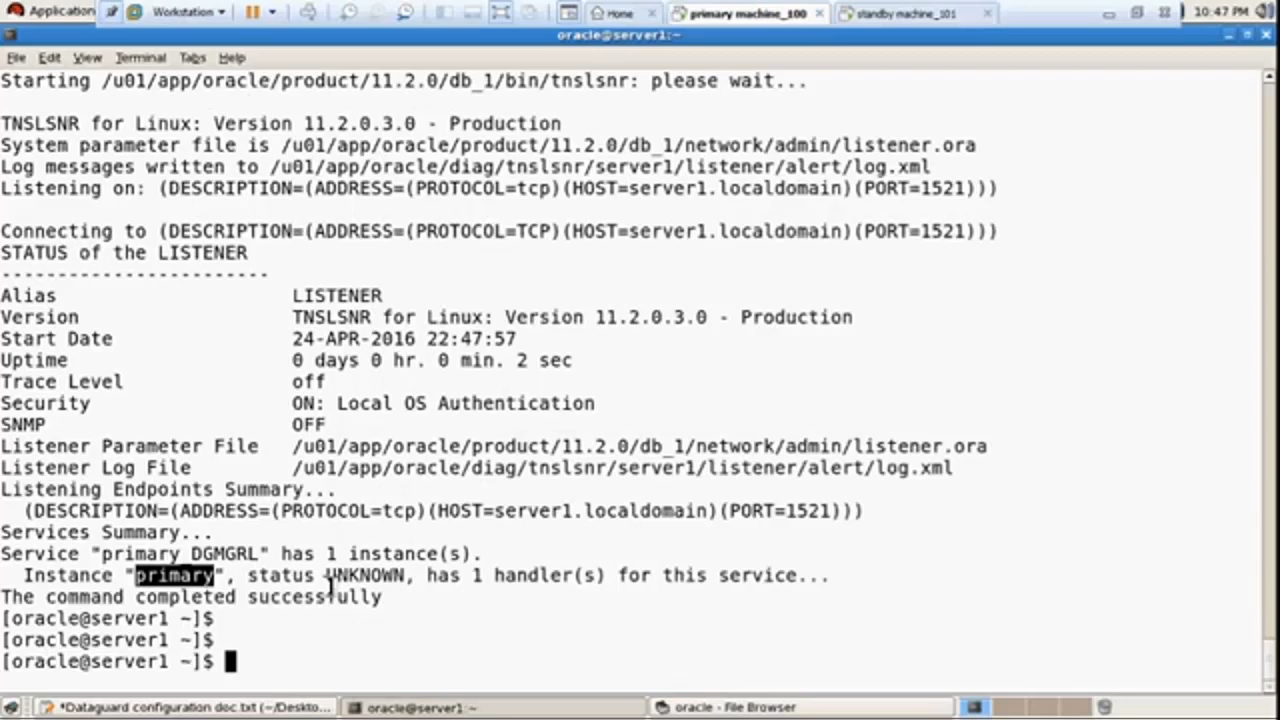 Application Workstation Home primary machine_100 standby machine_101 10:47 PM
oracle@server1:~
File Edit View Terminal Tabs Help
Starting /u01/app/oracle/product/11.2.0/db_1/bin/tnslsnr: please wait...
TNSLSNR for Linux: Version 11.2.0.3.0 - Production
System parameter file is /u01/app/oracle/product/11.2.0/db_1/network/admin/listener.ora
Log messages written to /u01/app/oracle/diag/tnslsnr/server1/listener/alert/log.xml
Listening on: (DESCRIPTION=(ADDRESS=(PROTOCOL=tcp)(HOST=server1.localdomain)(PORT=1521)))
Connecting to (DESCRIPTION=(ADDRESS=(PROTOCOL=TCP)(HOST=server1.localdomain)(PORT=1521)))
STATUS of the LISTENER
------------------------
Alias LISTENER
Version TNSLSNR for Linux: Version 11.2.0.3.0 - Production
Start Date 24-APR-2016 22:47:57
Uptime 0 days 0 hr. 0 min. 2 sec
Trace Level off
Security ON: Local OS Authentication
SNMP OFF
Listener Parameter File /u01/app/oracle/product/11.2.0/db_1/network/admin/listener.ora
Listener Log File /u01/app/oracle/diag/tnslsnr/server1/listener/alert/log.xml
Listening Endpoints Summary...
(DESCRIPTION=(ADDRESS=(PROTOCOL=tcp)(HOST=server1.localdomain)(PORT=1521)))
Services Summary...
Service "primary_DGMGRL" has 1 instance(s).
Instance "primary", status UNKNOWN, has 1 handler(s) for this service...
The command completed successfully
[oracle@server1 ~]$
[oracle@server1 ~]$
[oracle@server1 ~]$
*Dataguard configuration doc.txt (~/Deskto... oracle@server1:~ oracle - File Browser